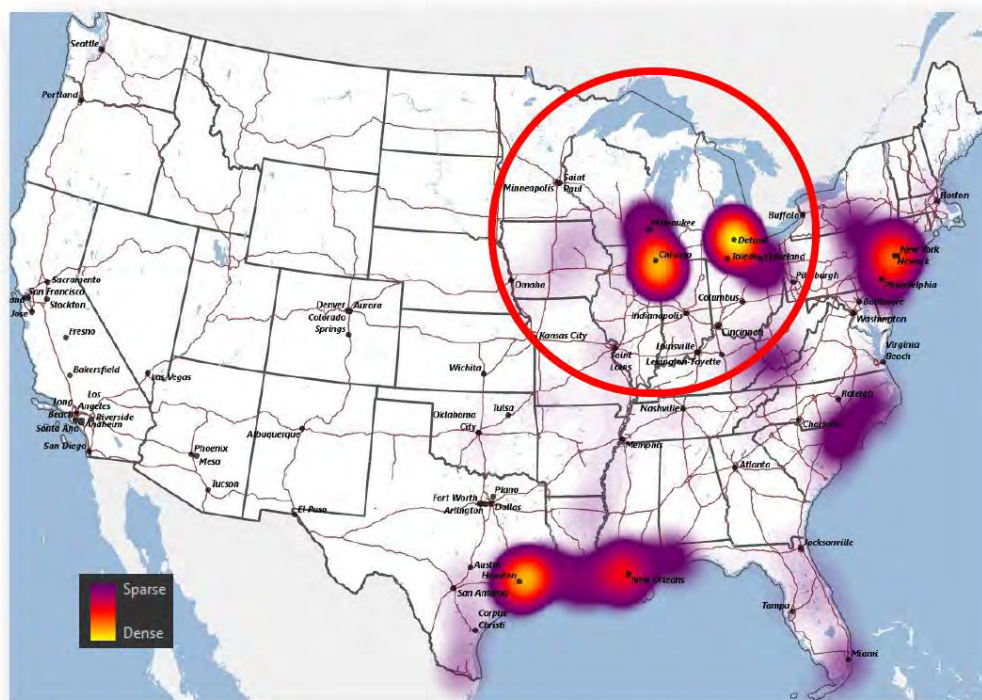 Seattle
Portland
Minneapolis
Saint
Paul
Buffalo
Boston
Detroit
Toledo
Cleveland
Chicago
New York
Newark
Pittsburgh
Philadelphia
Omaha
Columbus
Baltimore
Washington
Sacramento
San Francisco
Stockton
Jose
Denver
Aurora
Colorado
Springs
Indianapolis
Cincinnati
Kansas City
Saint
Louis
Louisville
Lexington-Fayette
Virginia
Beach
Fresno
Bakersfield
Las Vegas
Wichita
Raleigh
Nashville
Charlotte
Los
Angeles
Long
Beach
Riverside
Anaheim
Santa Ana
San Diego
Albuquerque
Oklahoma
City
Tulsa
Memphis
Phoenix
Mesa
Tucson
Atlanta
Fort Worth
Plano
Arlington
Dallas
El Paso
Jacksonville
Austin
Houston
San Antonio
New Orleans
Corpus
Christi
Tampa
Miami
Sparse
Dense